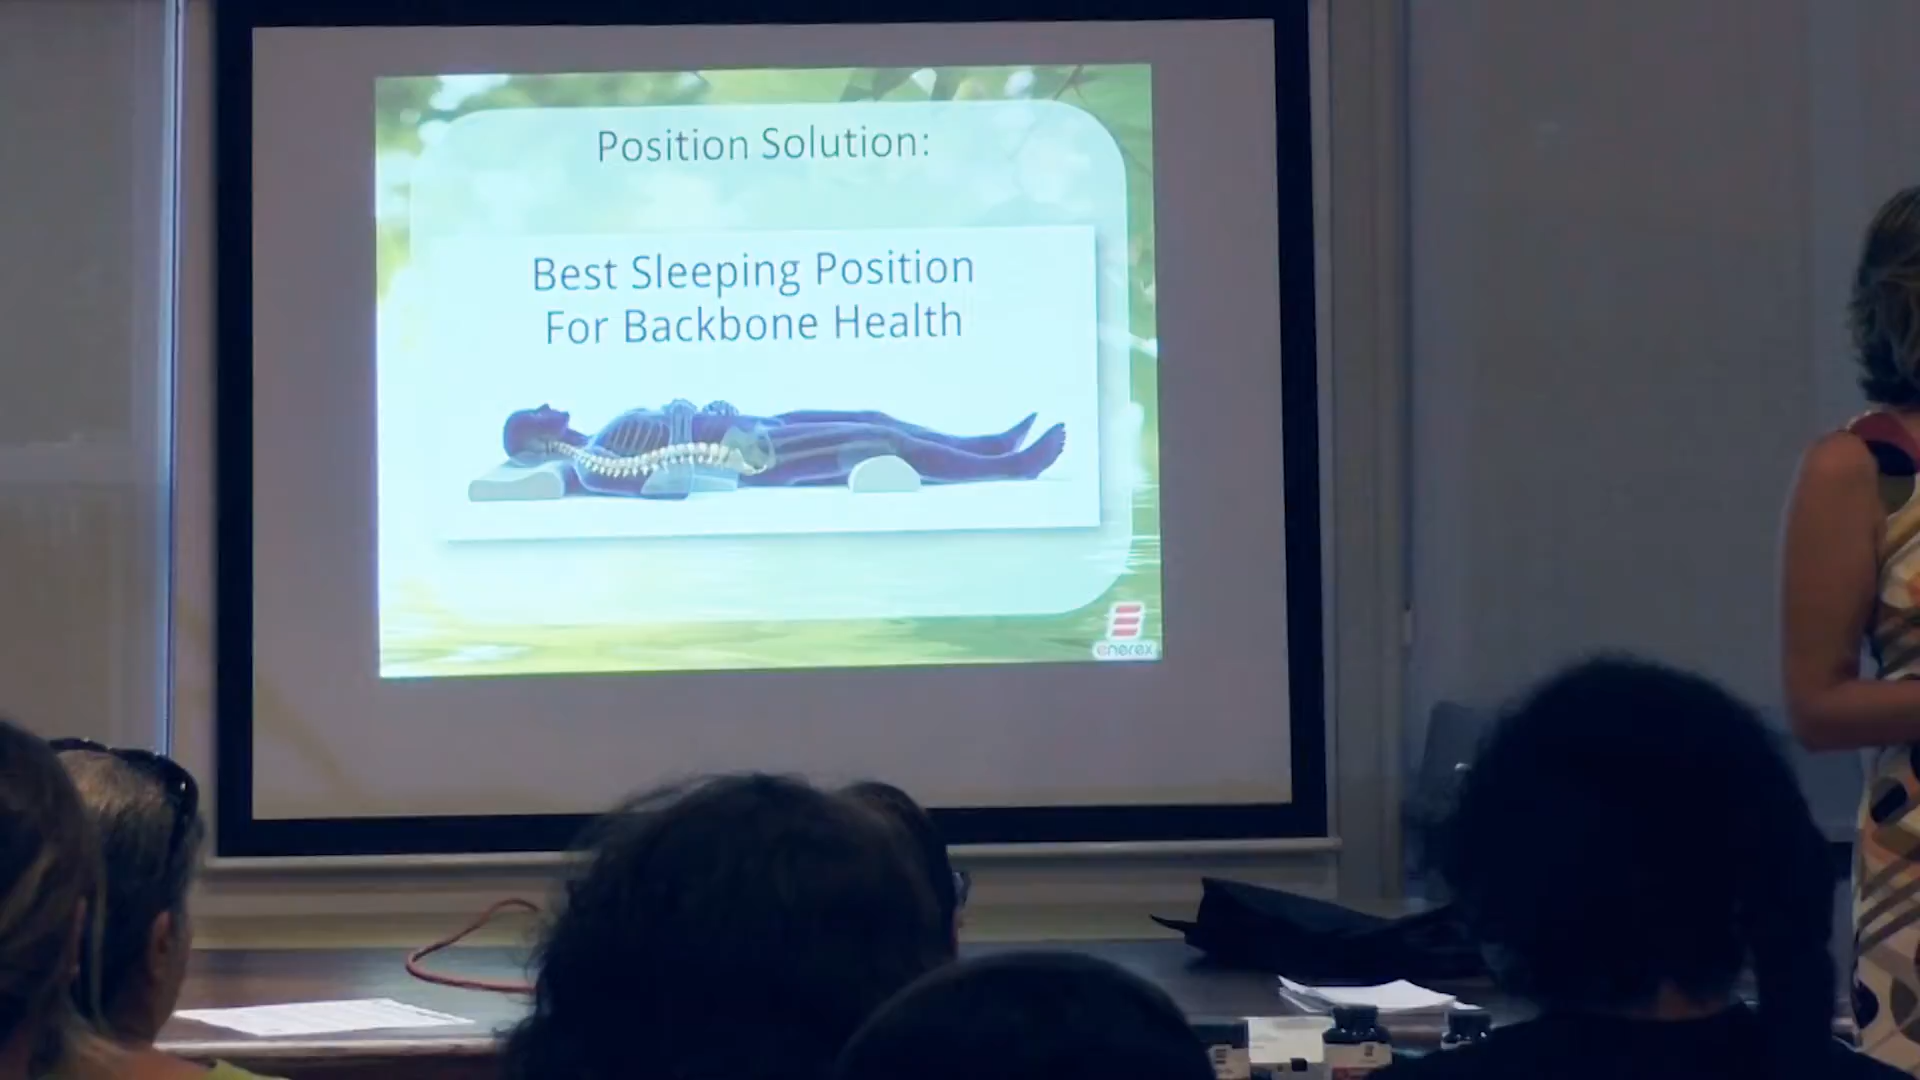 Position Solution:
Best Sleeping Position
For Backbone Health
enerex